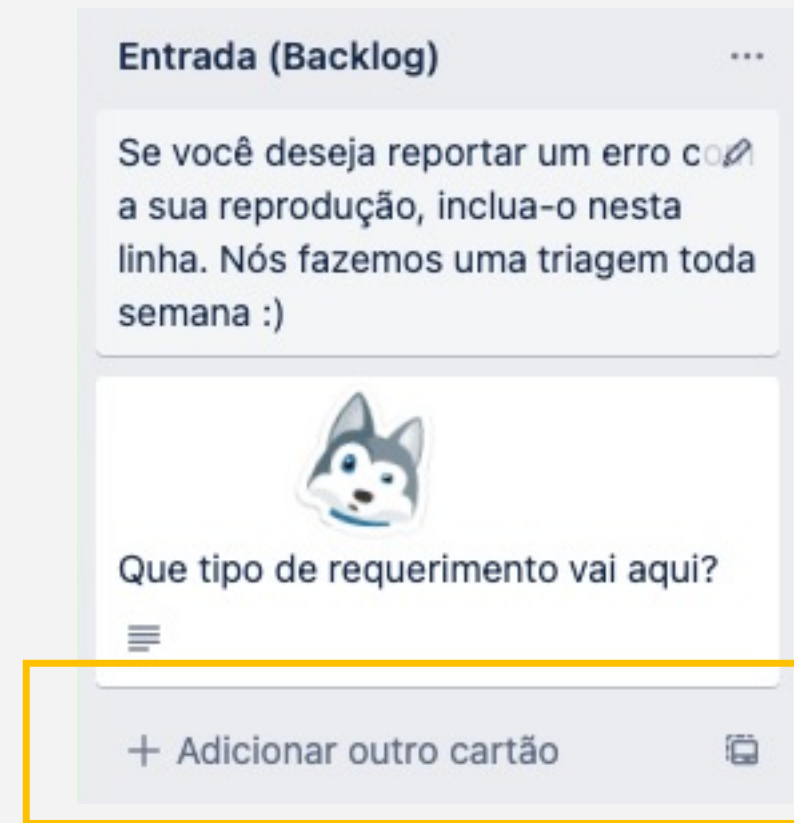 Entrada (Backlog)
Se você deseja reportar um erro com
a sua reprodução, inclua-o nesta
linha. Nós fazemos uma triagem toda
semana :)
Que tipo de requerimento vai aqui?
+ Adicionar outro cartão